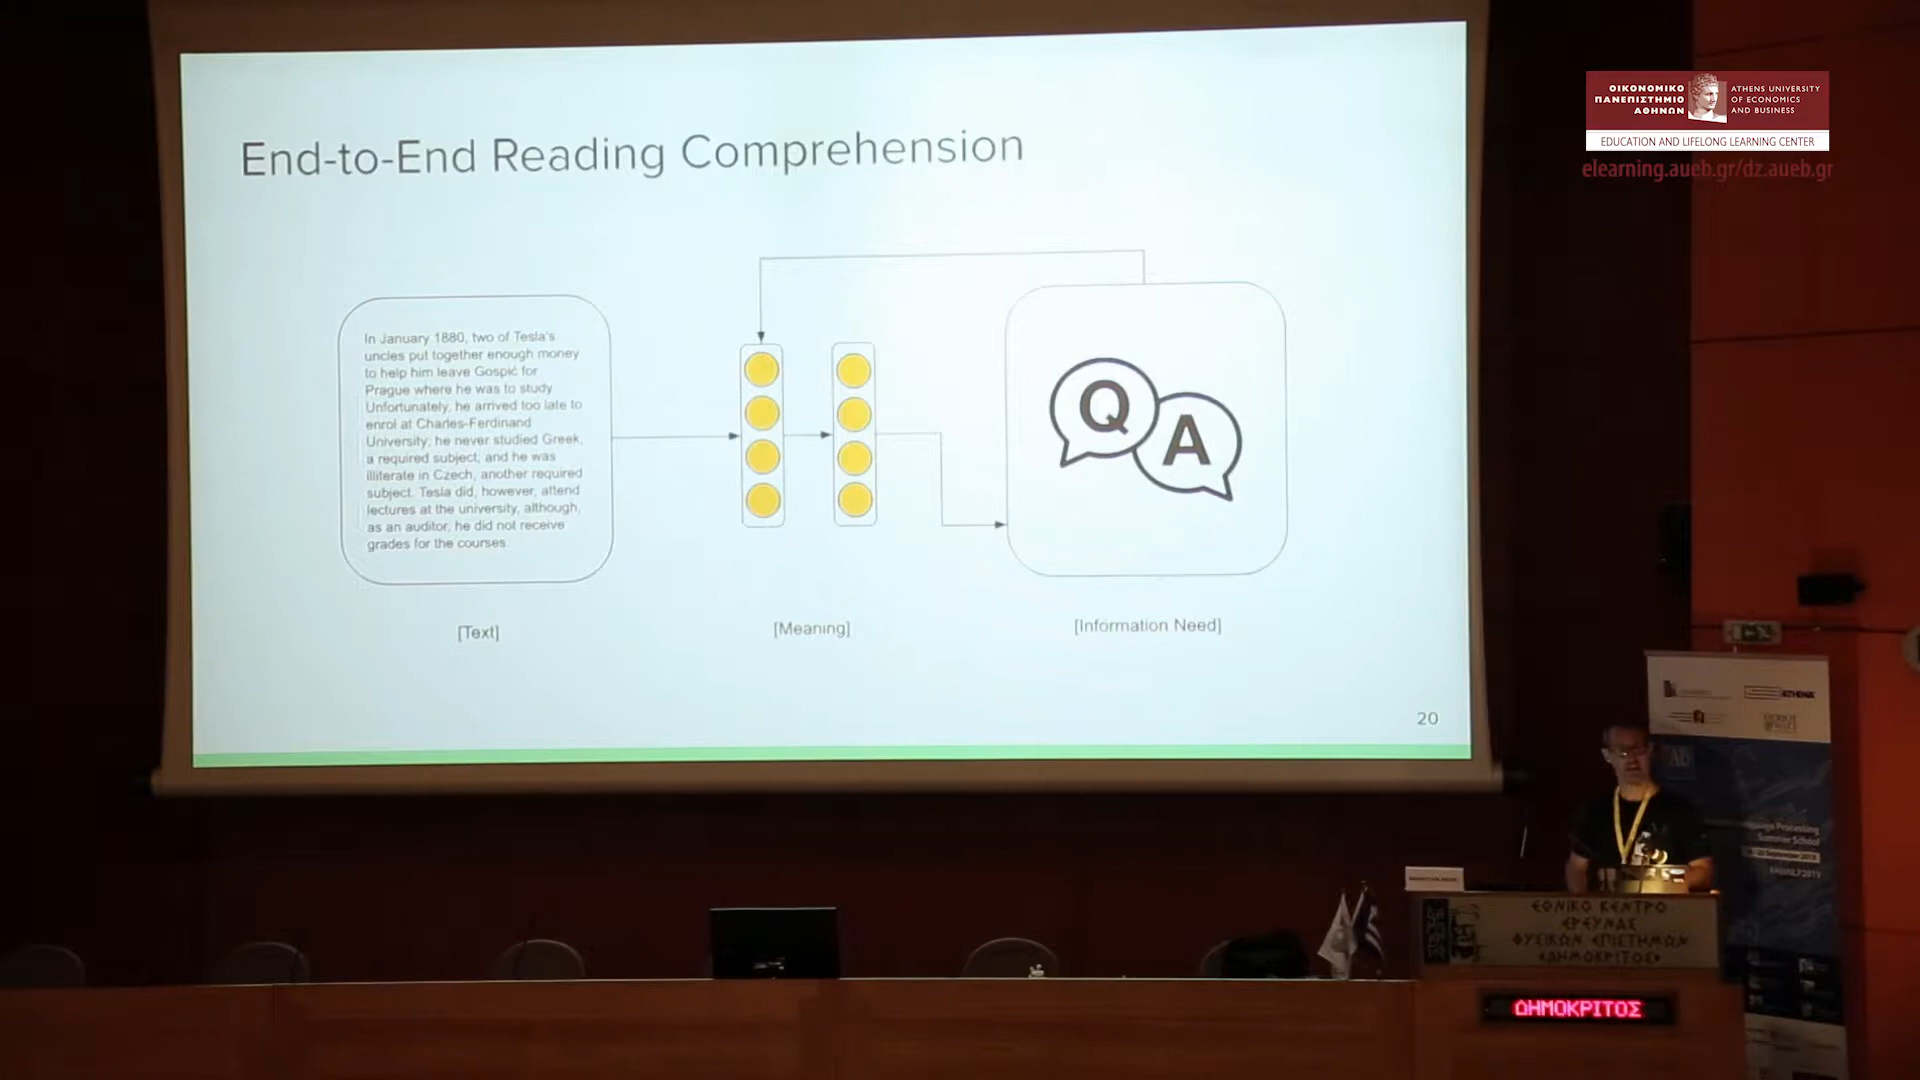 End-to-End Reading Comprehension
In January 1880, two of Tesla's
uncles put together enough money
to help him leave Gospić for
Prague where he was to study.
Unfortunately, he arrived too late to
enrol at Charles-Ferdinand
University; he never studied Greek,
a required subject; and he was
illiterate in Czech, another required
subject. Tesla did, however, attend
lectures at the university, although,
as an auditor, he did not receive
grades for the courses.
Q
A
[Text]
[Meaning]
[Information Need]
20
ΟΙΚΟΝΟΜΙΚΟ
ΠΑΝΕΠΙΣΤΗΜΙΟ
ΑΘΗΝΩΝ
ATHENS UNIVERSITY
OF ECONOMICS
AND BUSINESS
EDUCATION AND LIFELONG LEARNING CENTER
elearning.aueb.gr/dz.aueb.gr
ATHENA
Processing
Summer School
ΕΘΝΙΚΟ ΚΕΝΤΡΟ
ΕΡΕΥΝΑΣ
ΦΥΣΙΚΩΝ ΕΠΙΣΤΗΜΩΝ
«ΔΗΜΟΚΡΙΤΟΣ»
ΔΗΜΟΚΡΙΤΟΣ